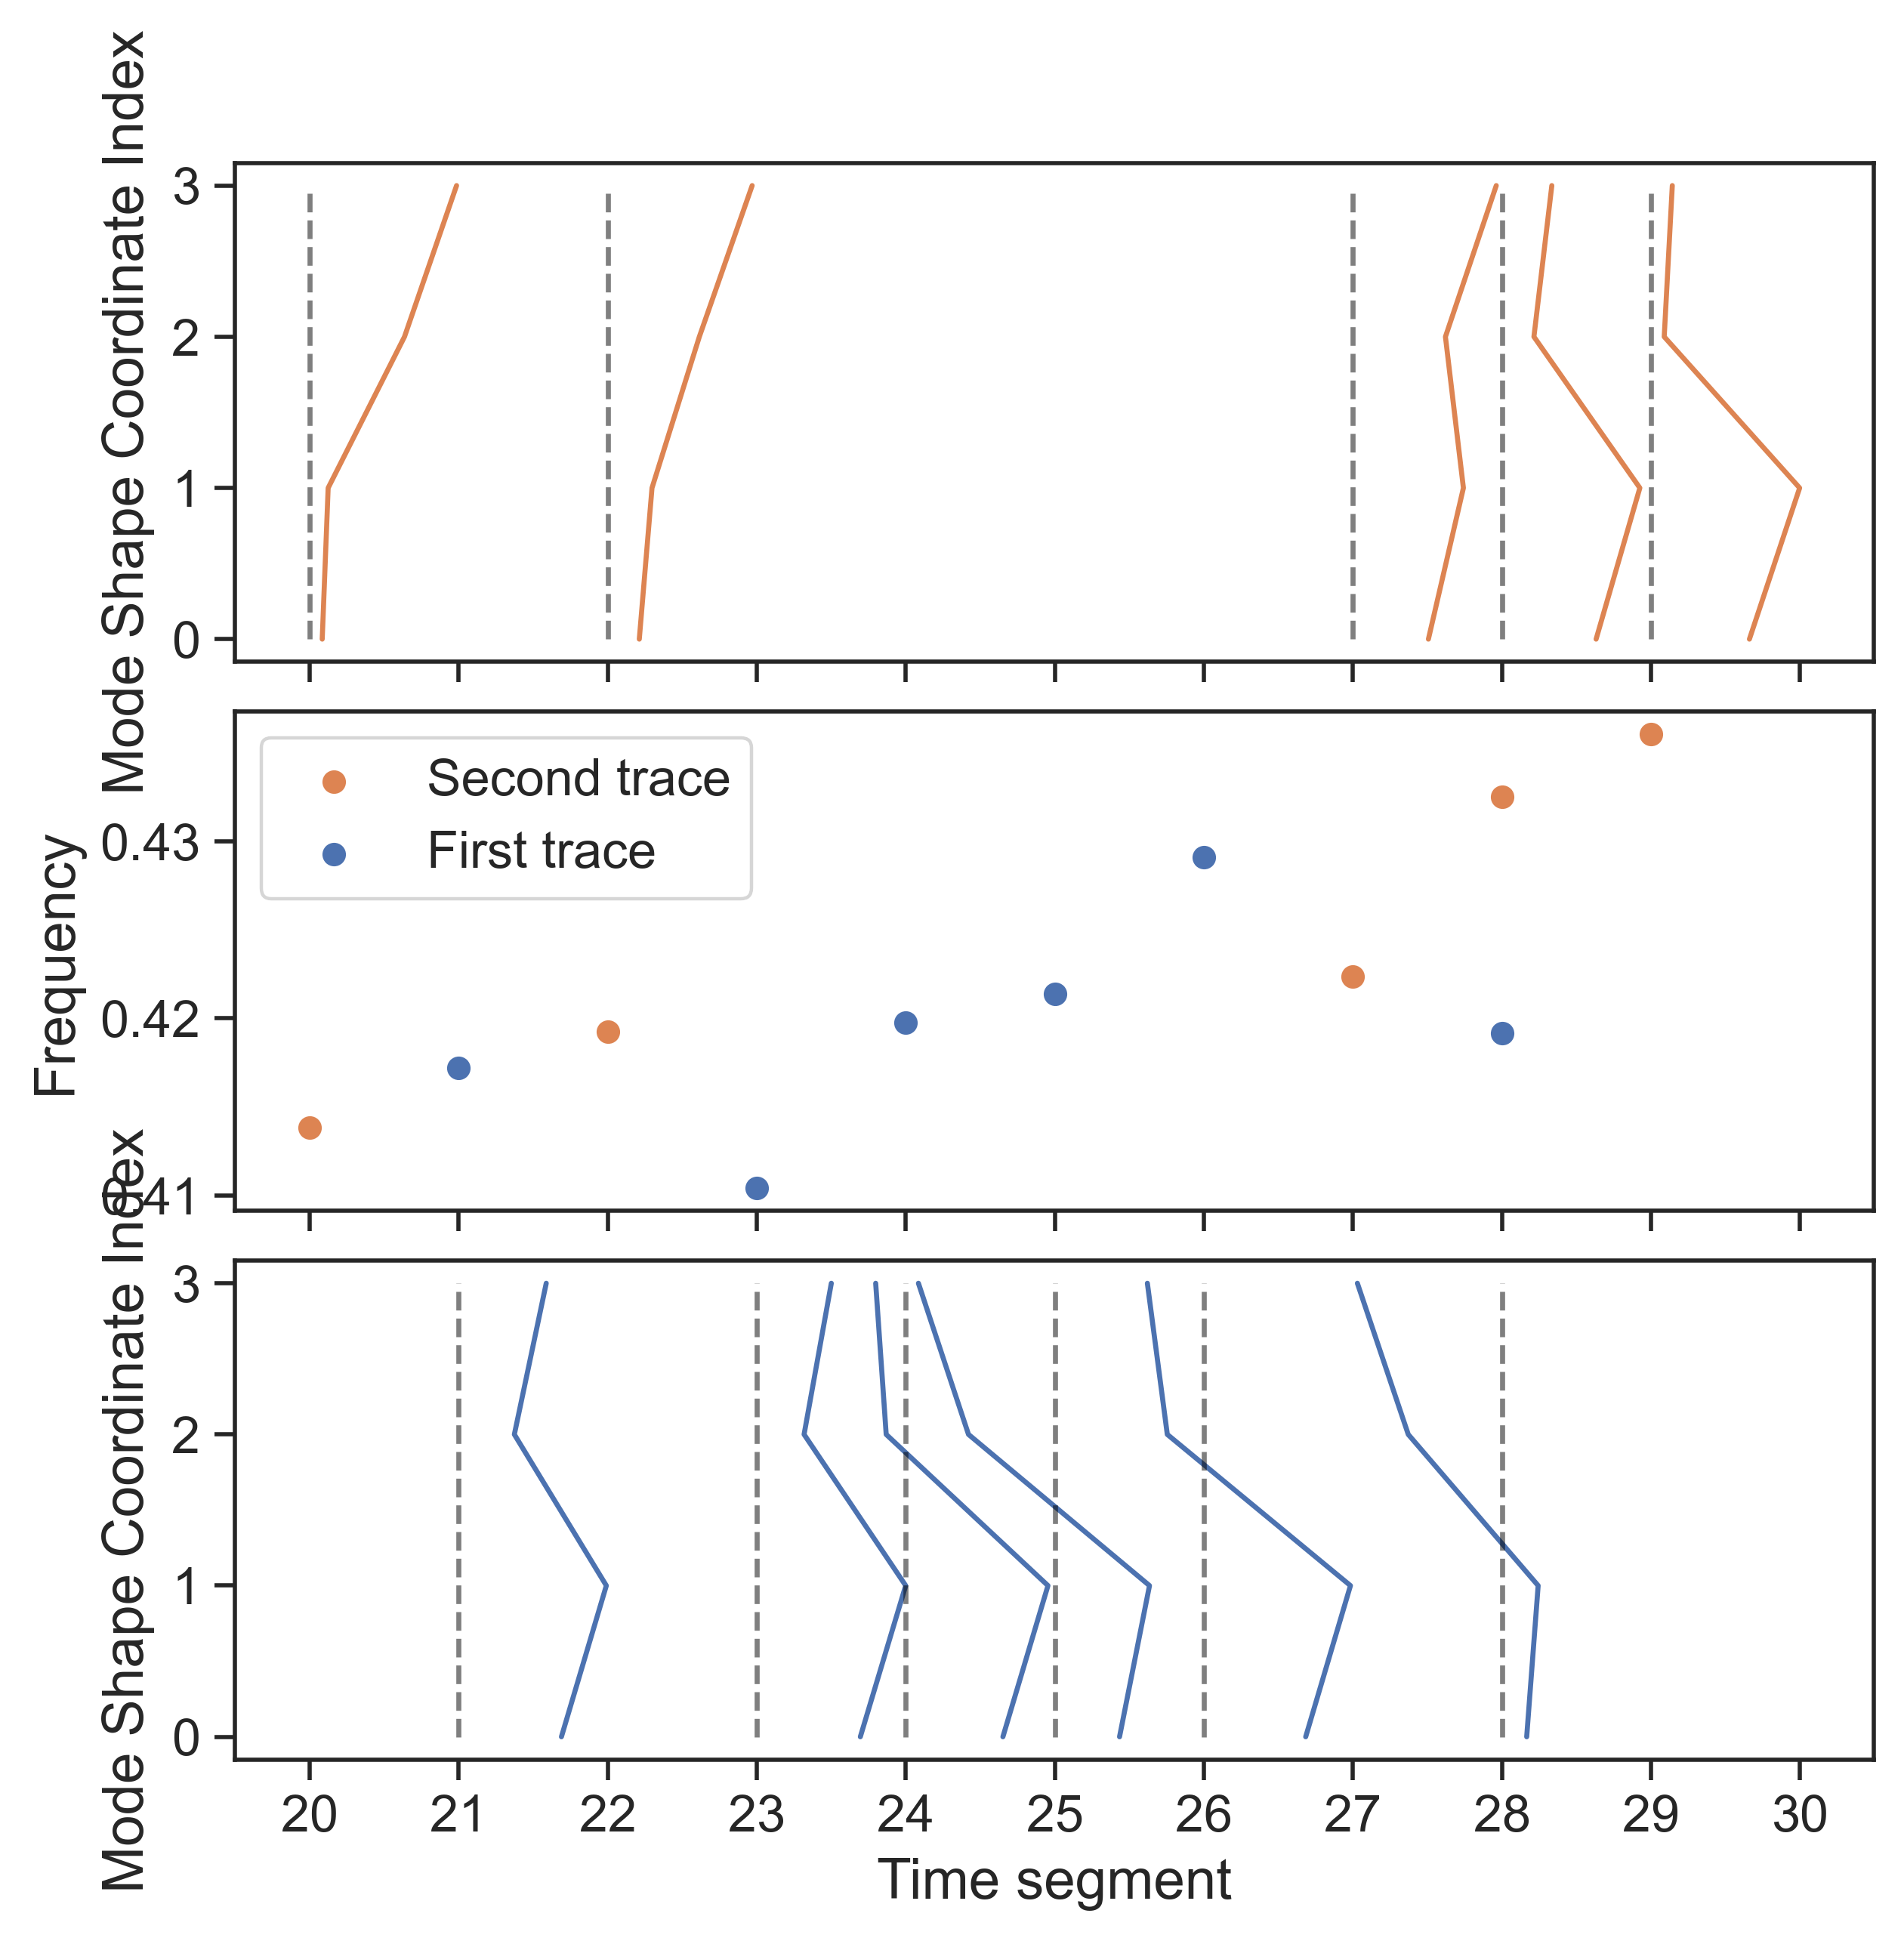 Mode Shape Coordinate Index
3
2
1
0
Frequency
Second trace
First trace
0.43
0.42
0.41
Mode Shape Coordinate Index
3
2
1
0
20 21 22 23 24 25 26 27 28 29 30
Time segment